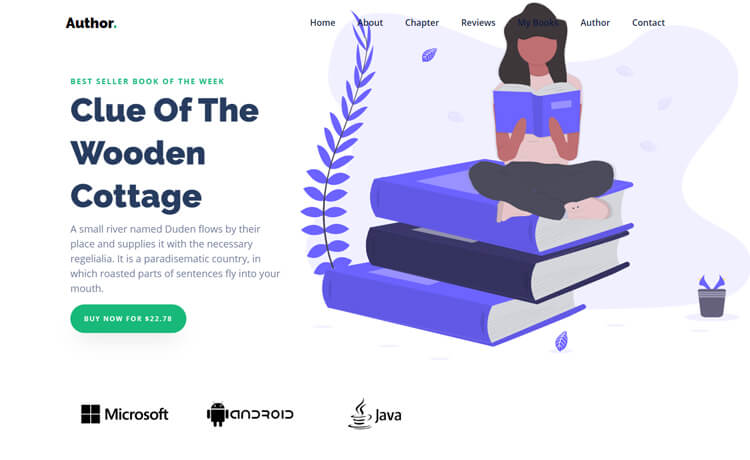 Author.
Home About Chapter Reviews My Books Author Contact
BEST SELLER BOOK OF THE WEEK
Clue Of The
Wooden
Cottage
A small river named Duden flows by their
place and supplies it with the necessary
regelialia. It is a paradisematic country, in
which roasted parts of sentences fly into your
mouth.
BUY NOW FOR $22.78
Microsoft ANDROID Java